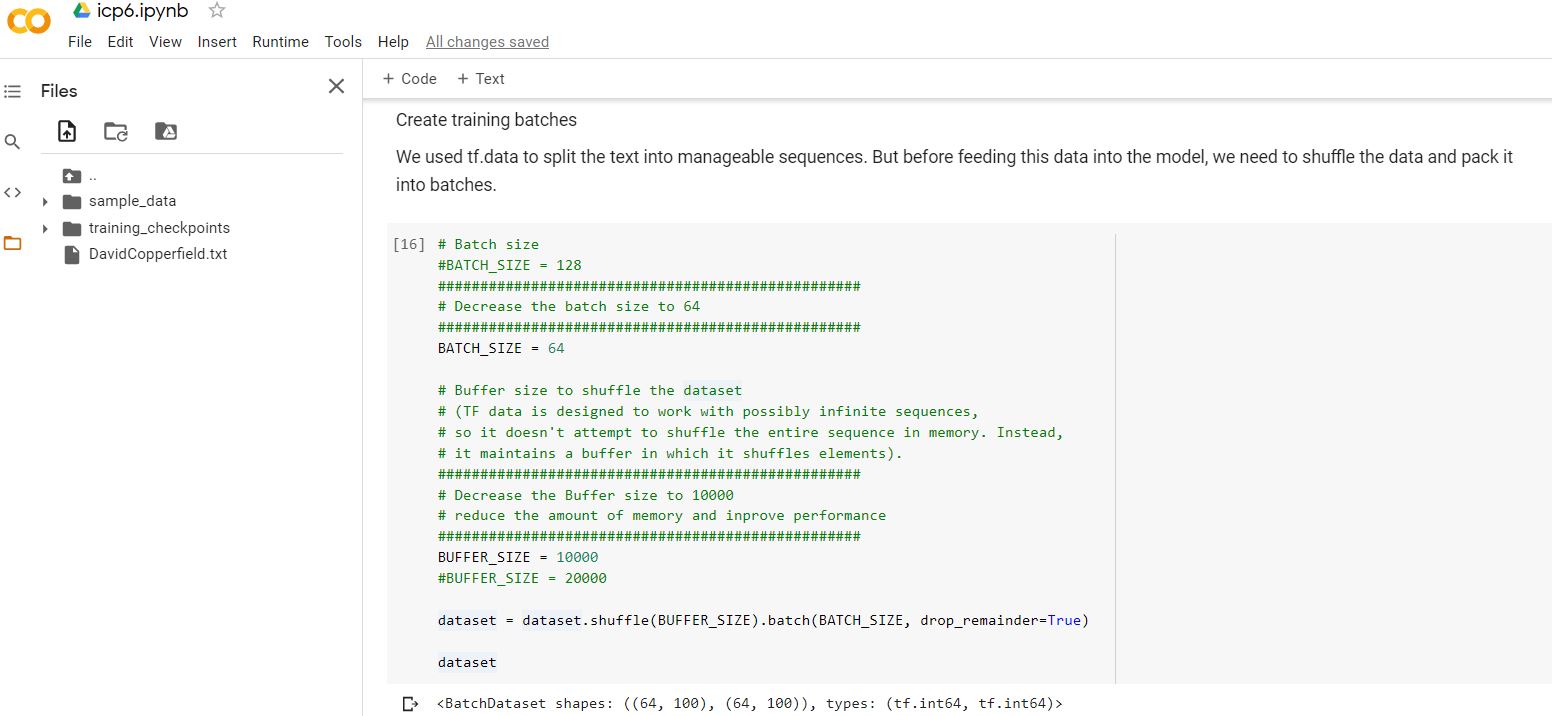 icp6.ipynb
File Edit View Insert Runtime Tools Help All changes saved
Files
+ Code + Text
..
sample_data
training_checkpoints
DavidCopperfield.txt
Create training batches
We used tf.data to split the text into manageable sequences. But before feeding this data into the model, we need to shuffle the data and pack it
into batches.
[16] # Batch size
#BATCH_SIZE = 128
##################################################
# Decrease the batch size to 64
##################################################
BATCH_SIZE = 64
# Buffer size to shuffle the dataset
# (TF data is designed to work with possibly infinite sequences,
# so it doesn't attempt to shuffle the entire sequence in memory. Instead,
# it maintains a buffer in which it shuffles elements).
##################################################
# Decrease the Buffer size to 10000
# reduce the amount of memory and inprove performance
##################################################
BUFFER_SIZE = 10000
#BUFFER_SIZE = 20000
dataset = dataset.shuffle(BUFFER_SIZE).batch(BATCH_SIZE, drop_remainder=True)
dataset
<BatchDataset shapes: ((64, 100), (64, 100)), types: (tf.int64, tf.int64)>